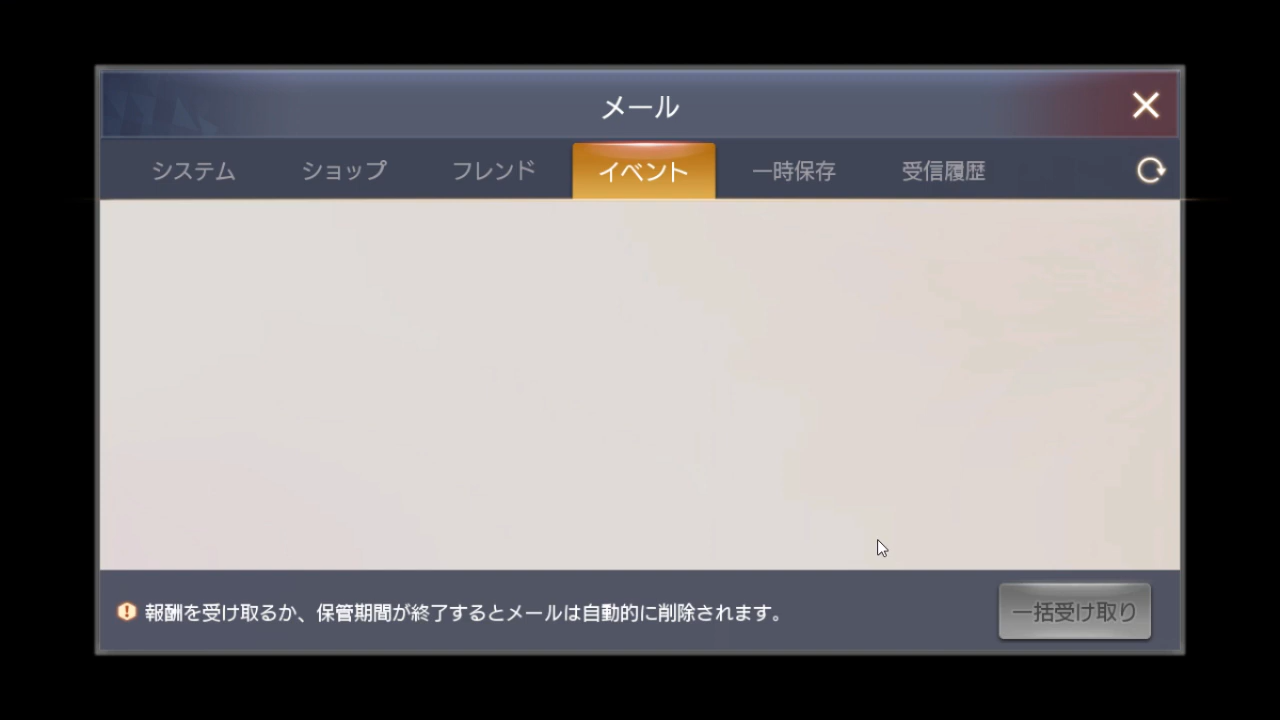 メール
システム ショップ フレンド イベント 一時保存 受信履歴
報酬を受け取るか、保管期間が終了するとメールは自動的に削除されます。
一括受け取り